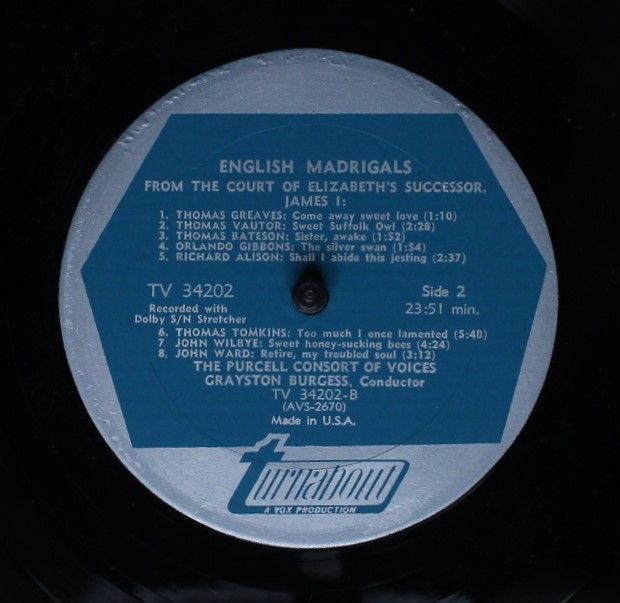 ENGLISH MADRIGALS
FROM THE COURT OF ELIZABETH'S SUCCESSOR,
JAMES I:
1. THOMAS GREAVES: Come away sweet love (1:10)
2. THOMAS VAUTOR: Sweet Suffolk Owl (2:28)
3. THOMAS BATESON: Sister, awake (1:52)
4. ORLANDO GIBBONS: The silver swan (1:54)
5. RICHARD ALISON: Shall I abide this jesting (2:37)
TV 34202 Side 2
Recorded with 23:51 min.
Dolby S/N Stretcher
6. THOMAS TOMKINS: Too much I once lamented (5:48)
7 JOHN WILBYE: Sweet honey-sucking bees (4:24)
8. JOHN WARD: Retire, my troubled soul (3:12)
THE PURCELL CONSORT OF VOICES
GRAYSTON BURGESS, Conductor
TV 34202-B
(AVS-2670)
Made in U.S.A.
turnabout
A VOX PRODUCTION